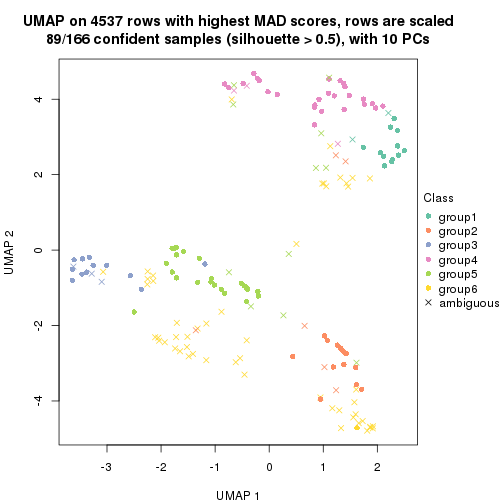 UMAP on 4537 rows with highest MAD scores, rows are scaled
89/166 confident samples (silhouette > 0.5), with 10 PCs
4
2
0
-2
-4
UMAP 2
-3
-2
-1
0
1
2
UMAP 1
Class
group1
group2
group3
group4
group5
group6
ambiguous